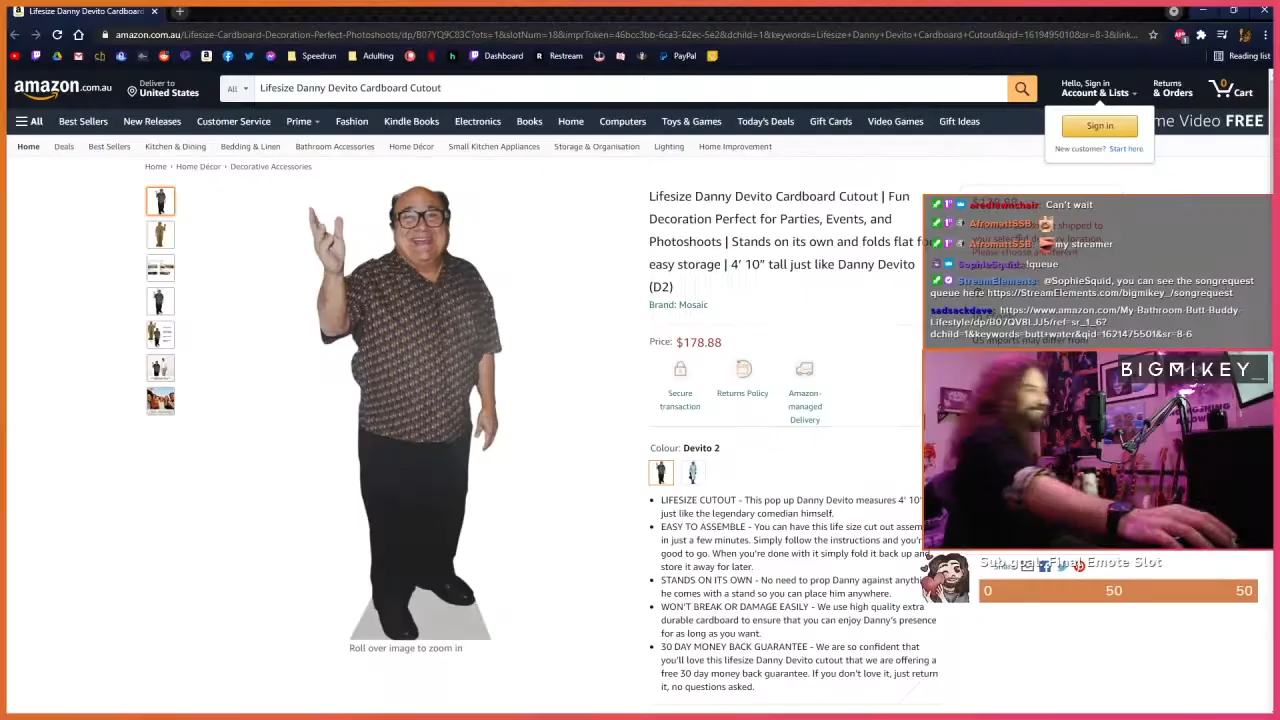 Lifesize Danny Devito Cardboard
amazon.com.au/Lifesize-Cardboard-Decoration-Perfect-Photoshoots/dp/B07YQ9C83C?ots=1&slotNum=18&imprToken=46bcc3bb-6ca3-62ec-5e2&dchild=1&keywords=Lifesize+Danny+Devito+Cardboard+Cutout&qid=1619495010&sr=8-3&link...
Speedrun
Adulting
Dashboard
Restream
PayPal
Reading list
amazon.com.au
Deliver to
United States
All
Lifesize Danny Devito Cardboard Cutout
Hello, Sign in
Account & Lists
Returns
& Orders
0
Cart
All
Best Sellers
New Releases
Customer Service
Prime
Fashion
Kindle Books
Electronics
Books
Home
Computers
Toys & Games
Today's Deals
Gift Cards
Video Games
Gift Ideas
me Video FREE
Sign in
New customer? Start here.
Home
Deals
Best Sellers
Kitchen & Dining
Bedding & Linen
Bathroom Accessories
Home Décor
Small Kitchen Appliances
Storage & Organisation
Lighting
Home Improvement
Home › Home Décor › Decorative Accessories
Lifesize Danny Devito Cardboard Cutout | Fun
Decoration Perfect for Parties, Events, and
Photoshoots | Stands on its own and folds flat fo
easy storage | 4' 10" tall just like Danny Devito
(D2)
Brand: Mosaic
Price: $178.88
Secure
transaction
Returns Policy
Amazon-
managed
Delivery
Colour: Devito 2
LIFESIZE CUTOUT - This pop up Danny Devito measures 4' 10"
just like the legendary comedian himself.
EASY TO ASSEMBLE - You can have this life size cut out assem
in just a few minutes. Simply follow the instructions and you'r
good to go. When you're done with it simply fold it back up and
store it away for later.
STANDS ON ITS OWN - No need to prop Danny against anythi
he comes with a stand so you can place him anywhere.
WON'T BREAK OR DAMAGE EASILY - We use high quality extra
durable cardboard to ensure that you can enjoy Danny's presence
for as long as you want.
30 DAY MONEY BACK GUARANTEE - We are so confident that
you'll love this lifesize Danny Devito cutout that we are offering a
free 30 day money back guarantee. If you don't love it, just return
it, no questions asked.
Roll over image to zoom in
aredlawnchair: Can't wait
AfromattSSB:
AfromattSSB: my streamer
SophieSquid: !queue
StreamElements: @SophieSquid, you can see the songrequest
queue here https://StreamElements.com/bigmikey_/songrequest
sadsackdave: https://www.amazon.com/My-Bathroom-Butt-Buddy-
Lifestyle/dp/B07QV8LJJ5/ref=sr_1_6?
dchild=1&keywords=butt+water&qid=1621475501&sr=8-6
US imports may differ from
BIGMIKEY_
Sub goal: Final Emote Slot
0
50
50